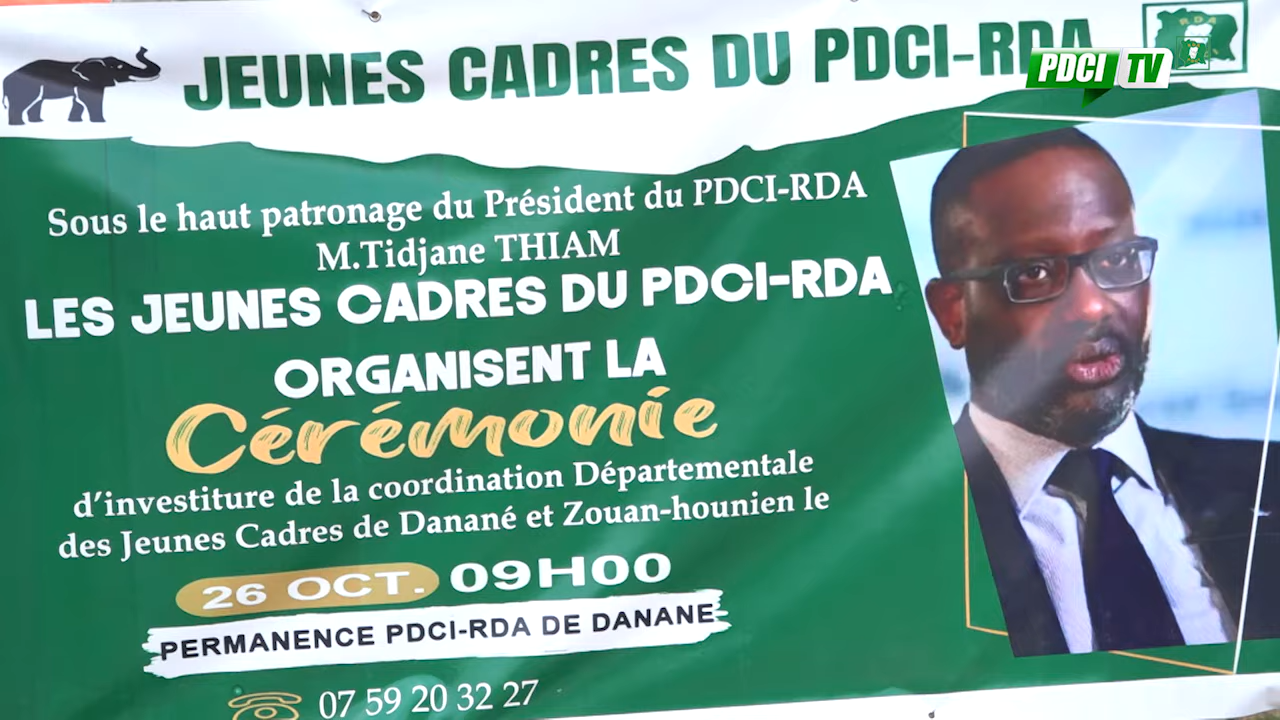 JEUNES CADRES DU PDCI-RDA
RDA
PDCI TV
Sous le haut patronage du Président du PDCI-RDA
M.Tidjane THIAM
LES JEUNES CADRES DU PDCI-RDA
ORGANISENT LA
Cérémonie
d'investiture de la coordination Départementale
des Jeunes Cadres de Danané et Zouan-hounien le
26 OCT. 09H00
PERMANENCE PDCI-RDA DE DANANE
07 59 20 32 27